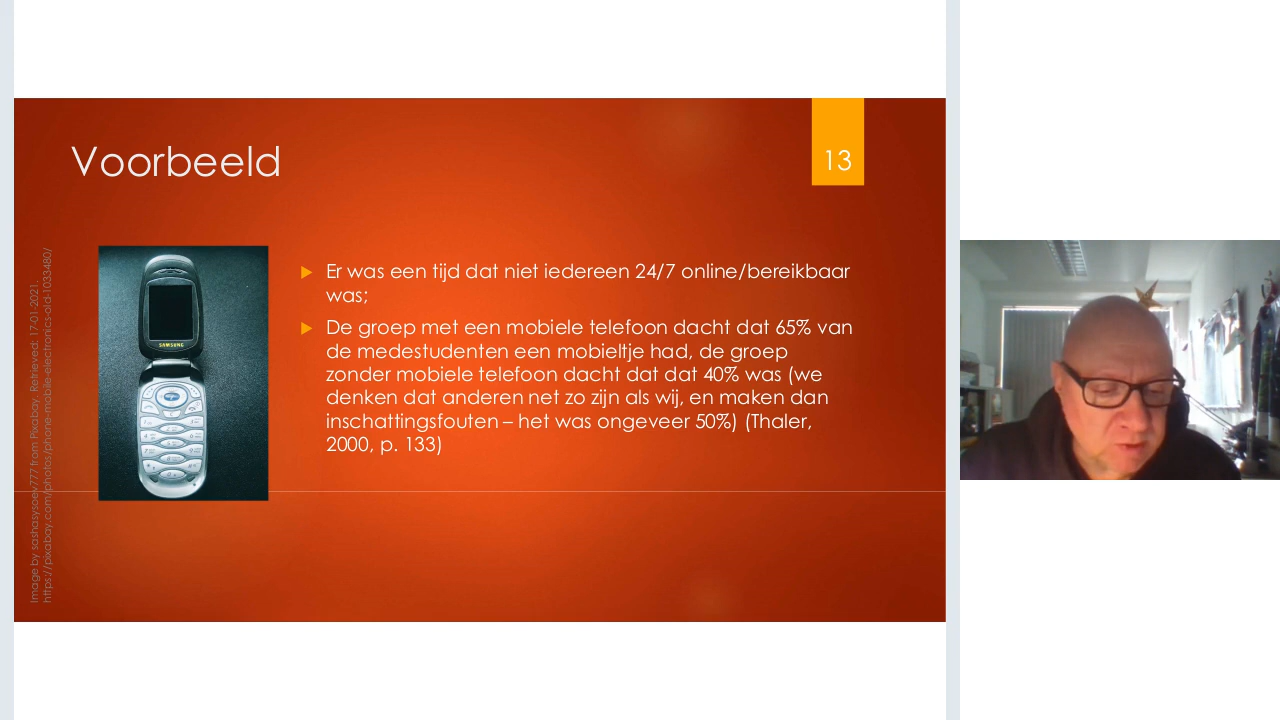 Voorbeeld
13
Er was een tijd dat niet iedereen 24/7 online/bereikbaar
was;
De groep met een mobiele telefoon dacht dat 65% van
de medestudenten een mobieltje had, de groep
zonder mobiele telefoon dacht dat dat 40% was (we
denken dat anderen net zo zijn als wij, en maken dan
inschattingsfouten – het was ongeveer 50%) (Thaler,
2000, p. 133)
SAMSUNG
Image by sashasysoev777 from Pixabay. Retrieved: 17-01-2021,
https://pixabay.com/photos/phone-mobile-electronics-old-1033480/